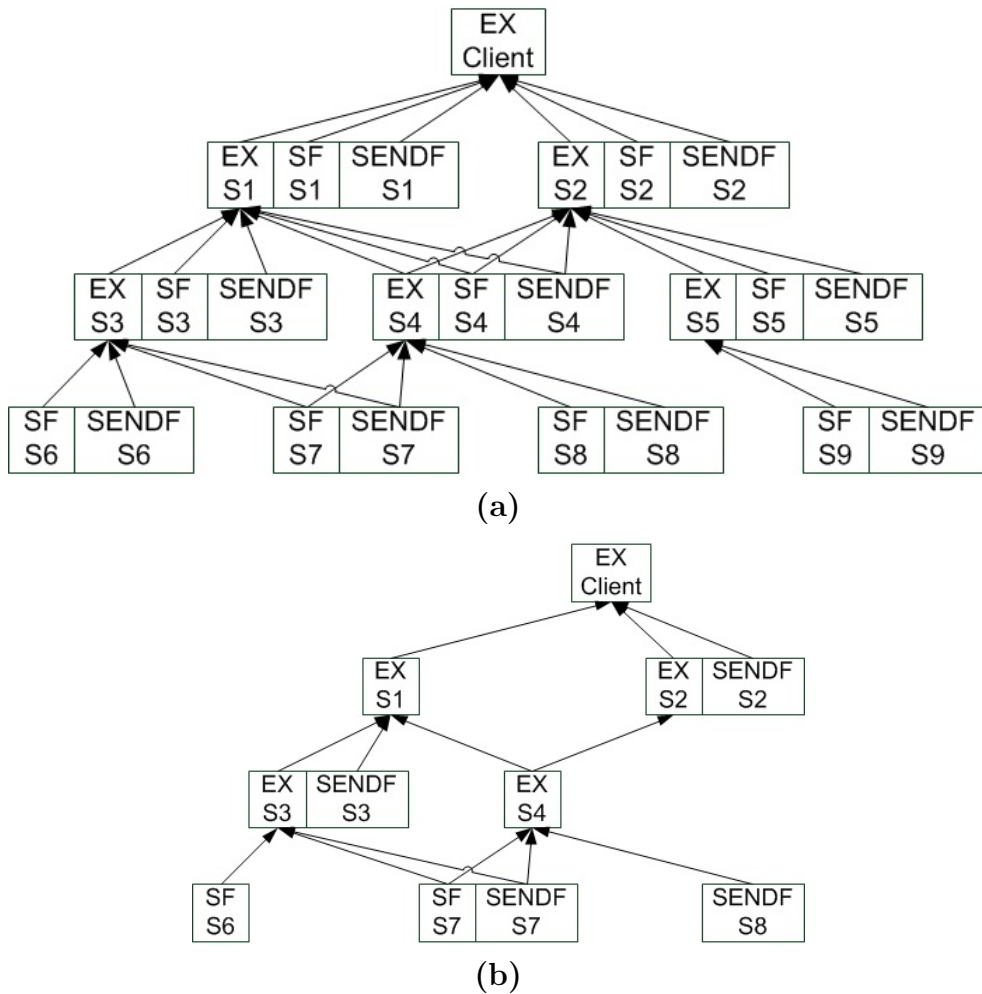 EX
Client
EX SF SENDF EX SF SENDF
S1 S1 S1 S2 S2 S2
EX SF SENDF EX SF SENDF EX SF SENDF
S3 S3 S3 S4 S4 S4 S5 S5 S5
SF SENDF SF SENDF SF SENDF SF SENDF
S6 S6 S7 S7 S8 S8 S9 S9
(a)
EX
Client
EX EX SENDF
S1 S2 S2
EX SENDF EX
S3 S3 S4
SF SF SENDF SENDF
S6 S7 S7 S8
(b)